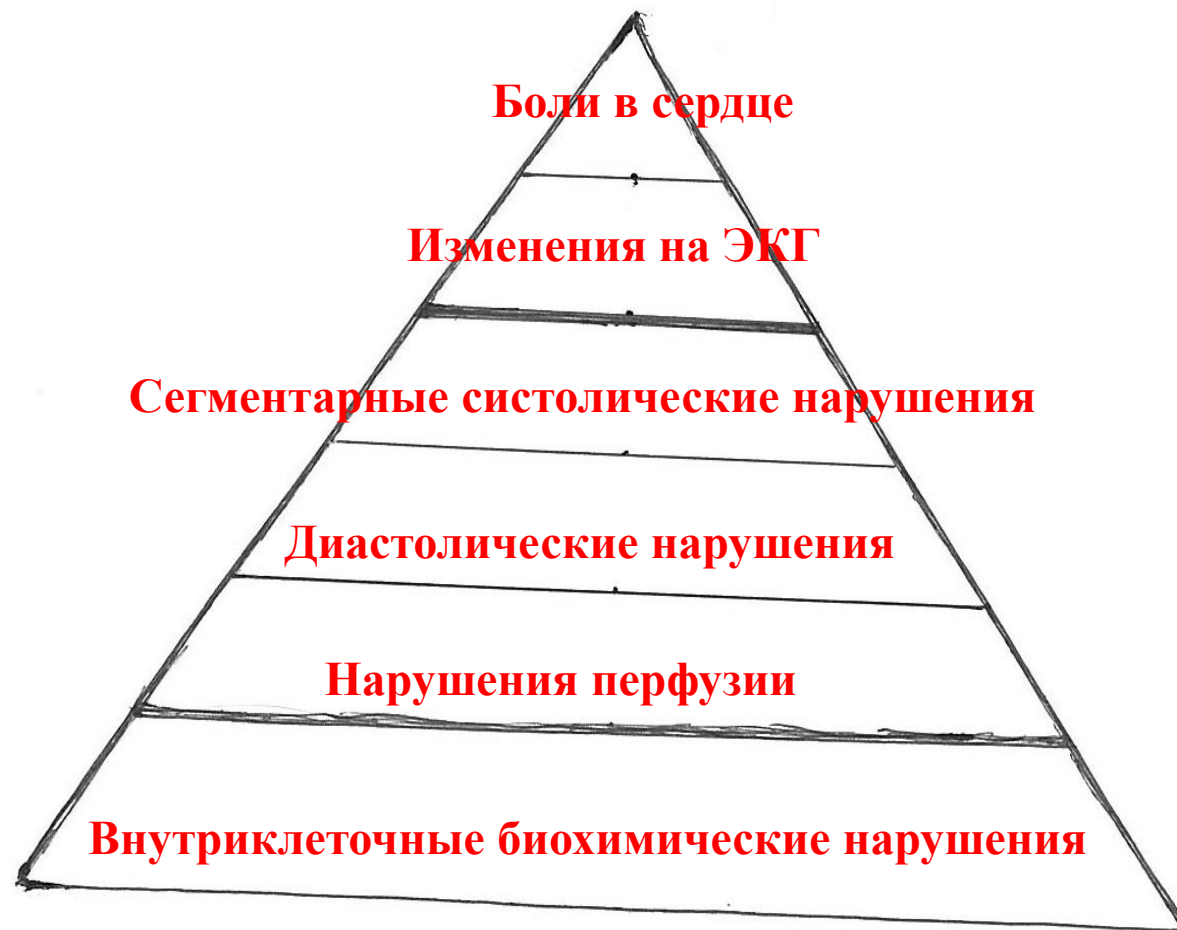 Боли в сердце
Изменения на ЭКГ
Сегментарные систолические нарушения
Диастолические нарушения
Нарушения перфузии
Внутриклеточные биохимические нарушения